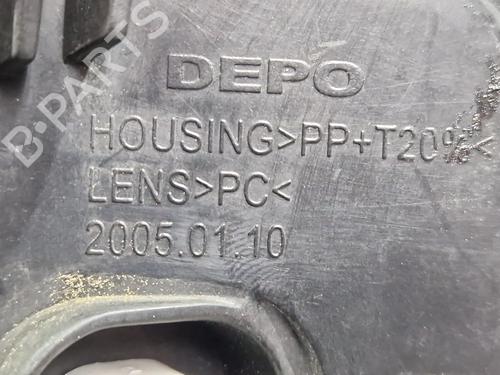 B-PARTS
DEPO
HOUSING>PP+T20%<
LENS>PC<
2005.01.10